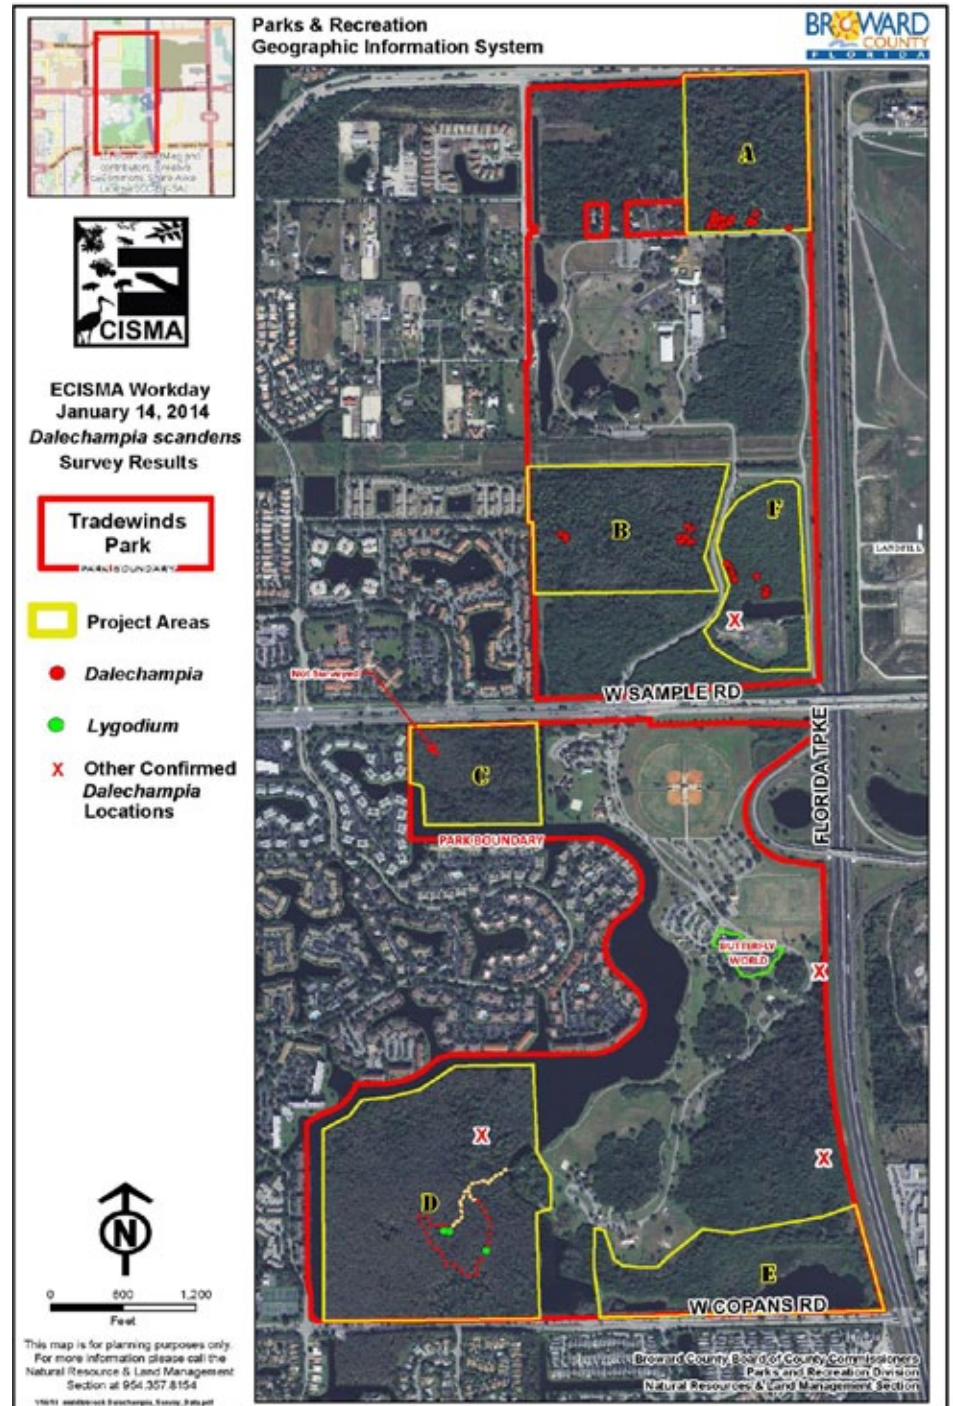 Parks & Recreation
Geographic Information System
BROWARD
COUNTY
FLORIDA
CISMA
ECISMA Workday
January 14, 2014
Dalechampia scandens
Survey Results
Tradewinds
Park
PARK BOUNDARY
Project Areas
Dalechampia
Lygodium
X Other Confirmed
Dalechampia
Locations
A
B
F
X
LANDFILL
Not Surveyed
W SAMPLE RD
FLORIDA TPKE
C
PARK BOUNDARY
BUTTERFLY
WORLD
X
X
X
D
E
W COPANS RD
N
0 600 1,200
Feet
This map is for planning purposes only.
For more information please call the
Natural Resource & Land Management
Section at 954.357.8154
Broward County Board of County Commissioners
Parks and Recreation Division
Natural Resources & Land Management Section